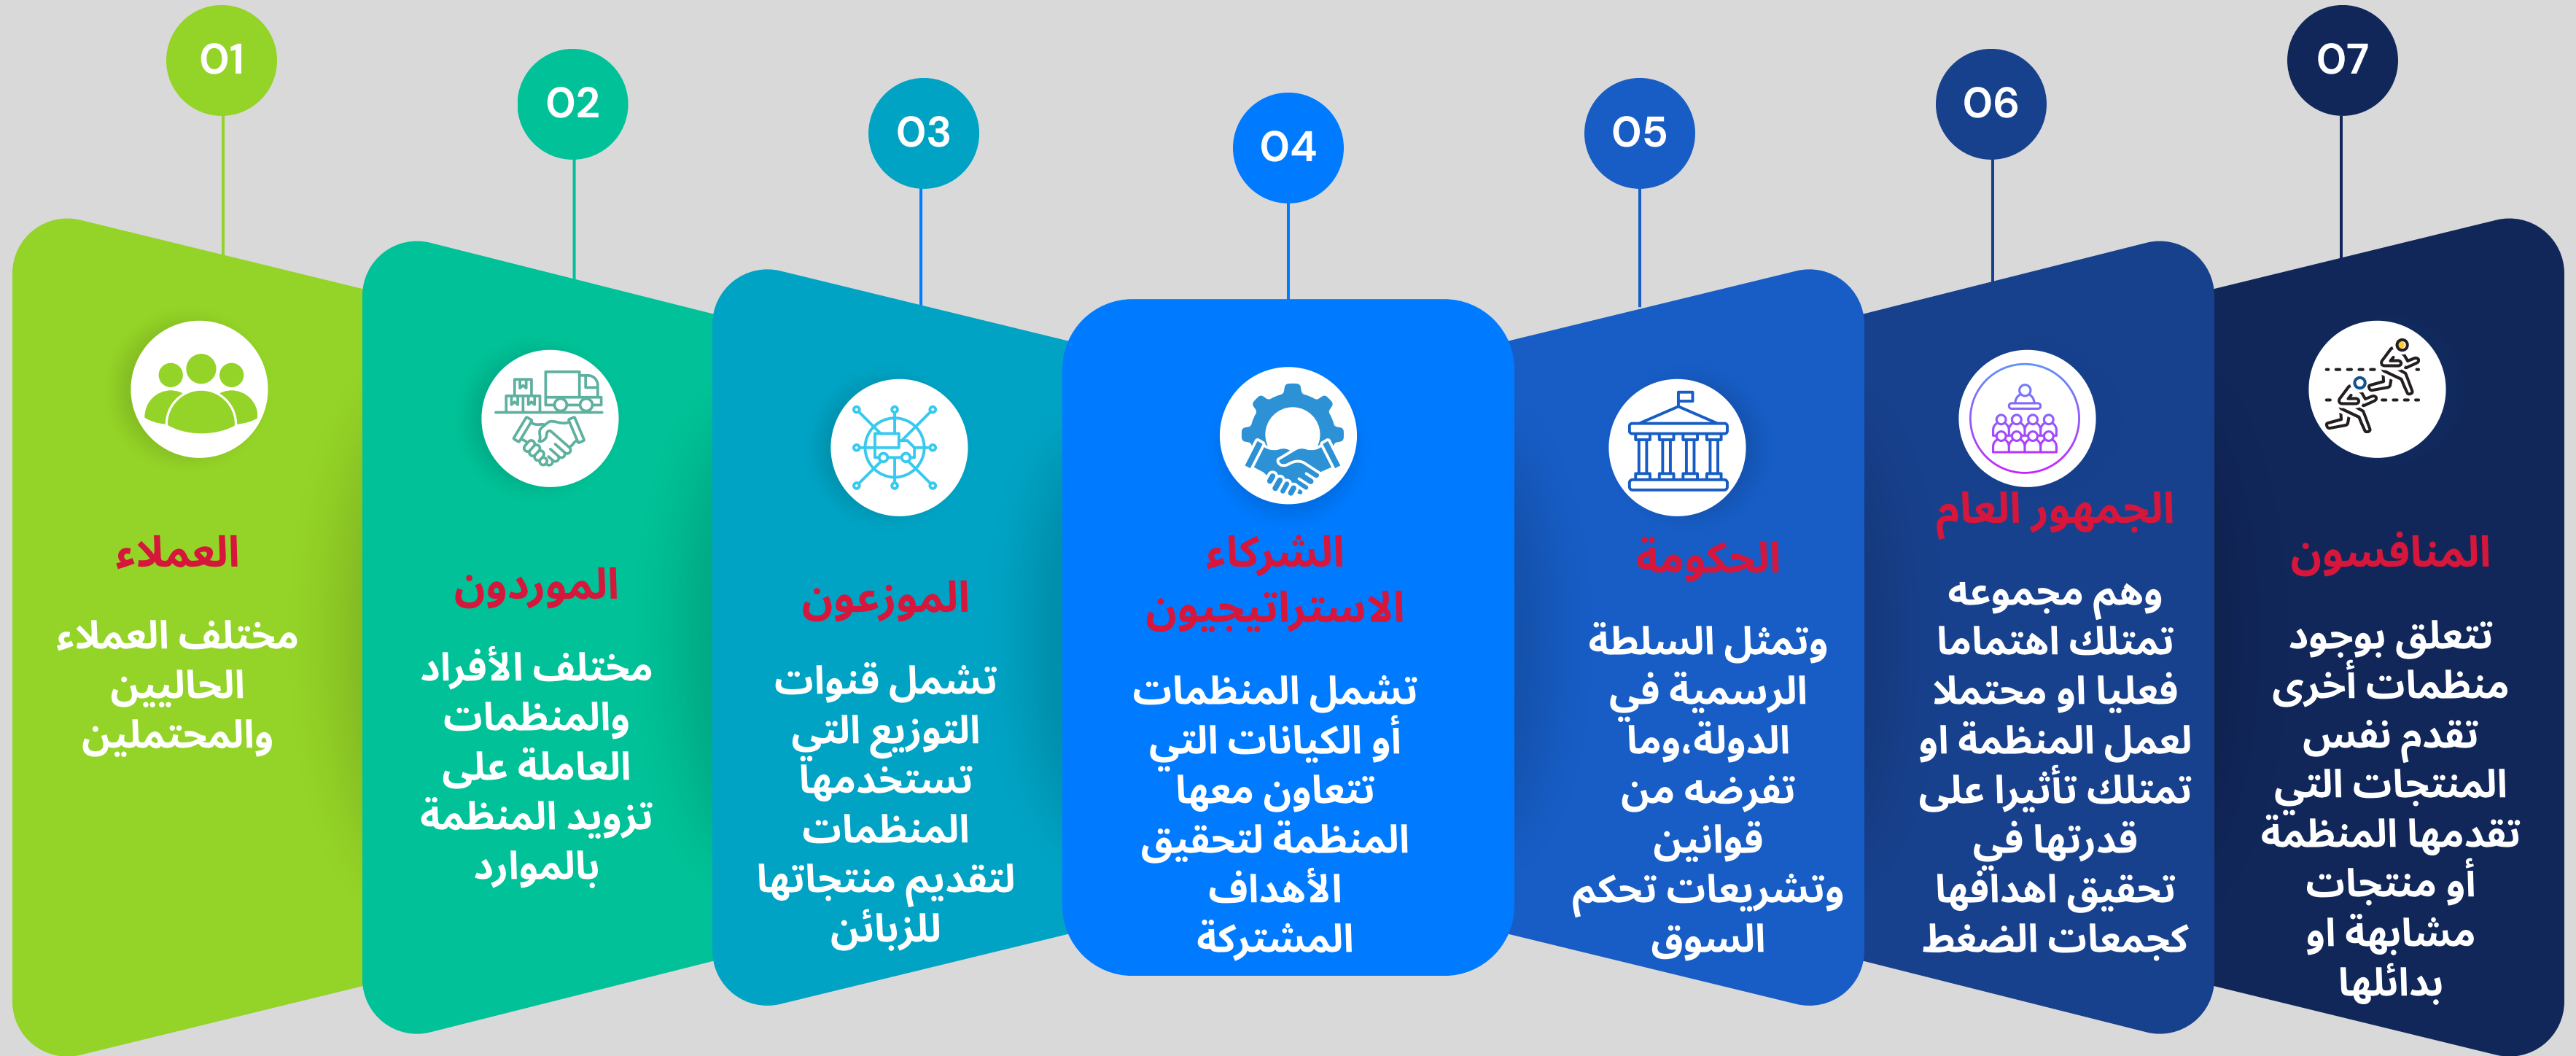 01
العملاء
مختلف العملاء
الحاليين
والمحتملين
02
الموردون
مختلف الأفراد
والمنظمات
العاملة على
تزويد المنظمة
بالموارد
03
الموزعون
تشمل قنوات
التوزيع التي
تستخدمها
المنظمات
لتقديم منتجاتها
للزبائن
04
الشركاء
الاستراتيجيون
تشمل المنظمات
أو الكيانات التي
تتعاون معها
المنظمة لتحقيق
الأهداف
المشتركة
05
الحكومة
وتمثل السلطة
الرسمية في
الدولة،وما
تفرضه من
قوانين
وتشريعات تحكم
السوق
06
الجمهور العام
وهم مجموعه
تمتلك اهتماما
فعليا او محتملا
لعمل المنظمة او
تمتلك تأثيرا على
قدرتها في
تحقيق اهدافها
كجمعات الضغط
07
المنافسون
تتعلق بوجود
منظمات أخرى
تقدم نفس
المنتجات التي
تقدمها المنظمة
أو منتجات
مشابهة او
بدائلها